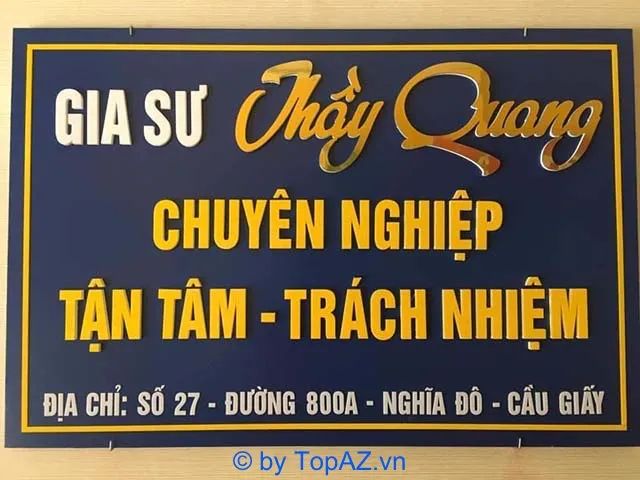 GIA SƯ Thầy Quang
CHUYÊN NGHIỆP
TẬN TÂM - TRÁCH NHIỆM
ĐỊA CHỈ: SỐ 27 - ĐƯỜNG 800A - NGHĨA ĐÔ - CẦU GIẤY
© by TopAZ.vn